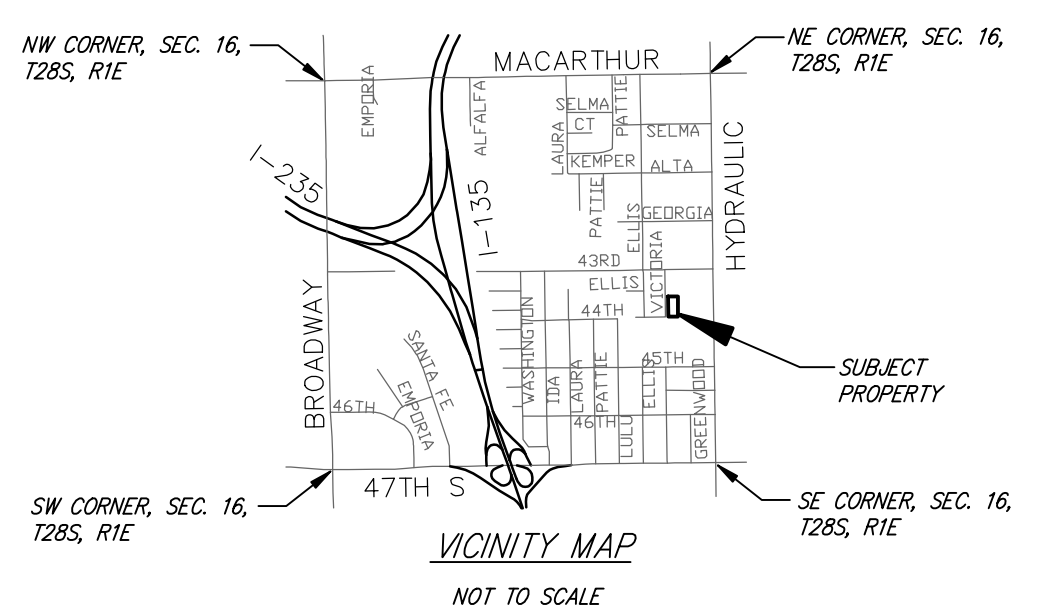 NW CORNER, SEC. 16,
T28S, R1E
NE CORNER, SEC. 16,
T28S, R1E
MACARTHUR
EMPORIA
ALFALFA
SELMA
PATTIE
CT
LAURA
SELMA
KEMPER
ALTA
HYDRAULIC
I-235
I-135
PATTIE
ELLIS
GEORGIA
VICTORIA
43RD
ELLIS
44TH
BROADWAY
WASHINGTON
SANTA FE
EMPORIA
46TH
IDA
LAURA
PATTIE
45TH
ELLIS
GREENWOOD
46TH
LULU
SUBJECT
PROPERTY
SW CORNER, SEC. 16,
T28S, R1E
47TH S
SE CORNER, SEC. 16,
T28S, R1E
VICINITY MAP
NOT TO SCALE